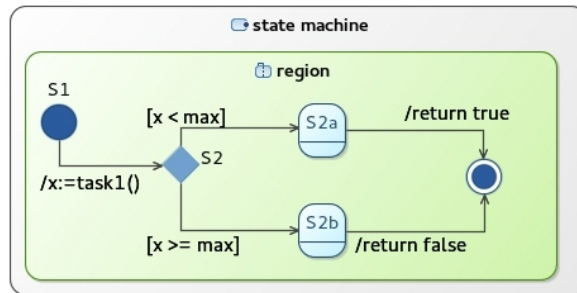 state machine
region
S1
[x < max]
S2a
/return true
S2
/x:=task1()
S2b
[x >= max]
/return false